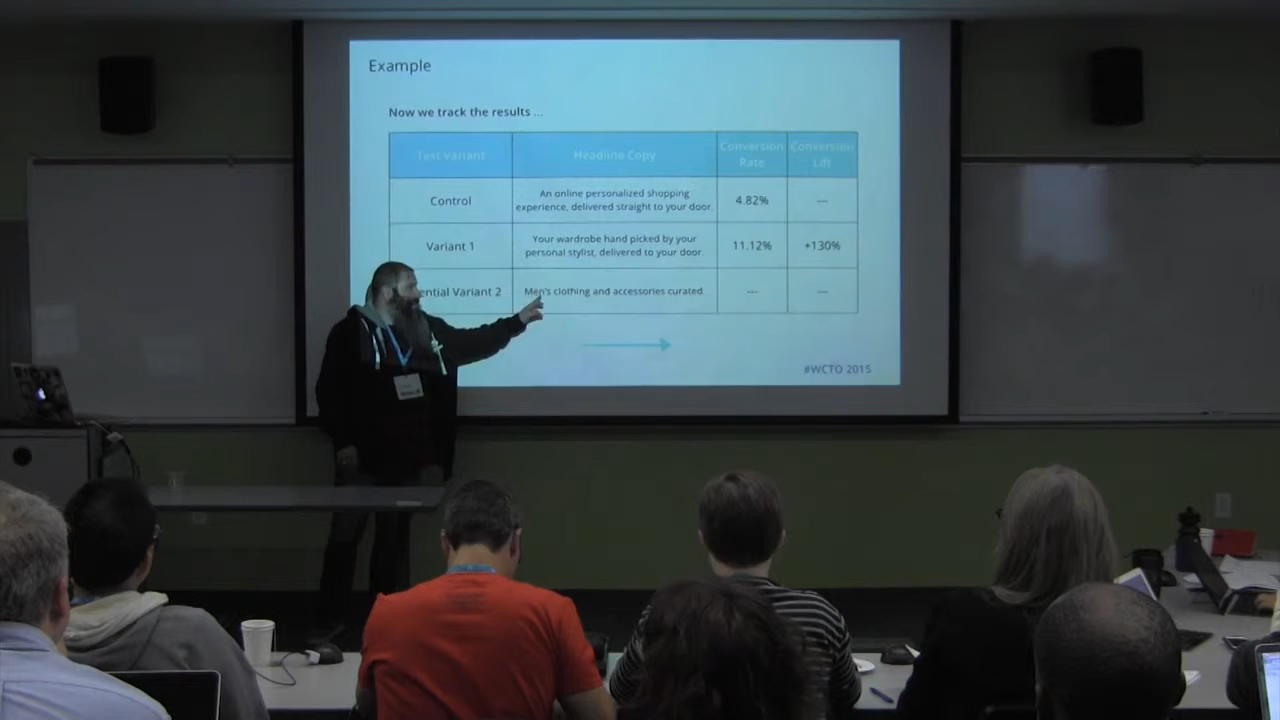 Example
Now we track the results ...
Test Variant
Headline Copy
Conversion
Rate
Conversion
Lift
Control
An online personalized shopping
experience, delivered straight to your door.
4.82%
---
Variant 1
Your wardrobe hand picked by your
personal stylist, delivered to your door.
11.12%
+130%
ential Variant 2
Men's clothing and accessories curated.
---
---
#WCTO 2015